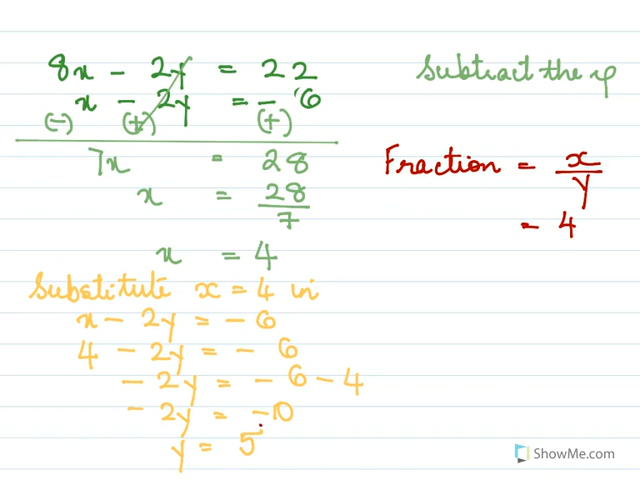 8x - 2y = 22
x - 2y = - 6
(-) (+) (+)
7x = 28
x = 28/7
x = 4
Substitute x = 4 in
x - 2y = - 6
4 - 2y = - 6
- 2y = - 6 - 4
- 2y = -10
y = 5
Subtract the
Fraction = x/y
= 4
ShowMe.com